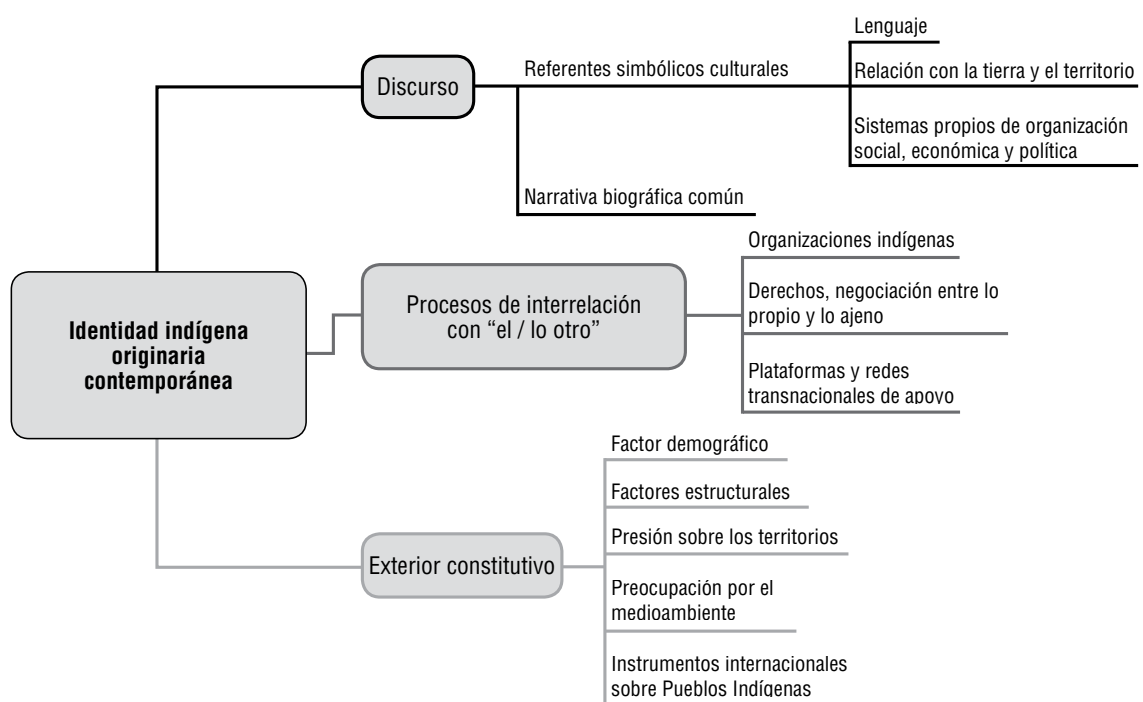 Identidad indígena
originaria
contemporánea
Discurso
Referentes simbólicos culturales
Lenguaje
Relación con la tierra y el territorio
Sistemas propios de organización
social, económica y política
Narrativa biográfica común
Procesos de interrelación
con “el / lo otro”
Organizaciones indígenas
Derechos, negociación entre lo
propio y lo ajeno
Plataformas y redes
transnacionales de apoyo
Exterior constitutivo
Factor demográfico
Factores estructurales
Presión sobre los territorios
Preocupación por el
medioambiente
Instrumentos internacionales
sobre Pueblos Indígenas